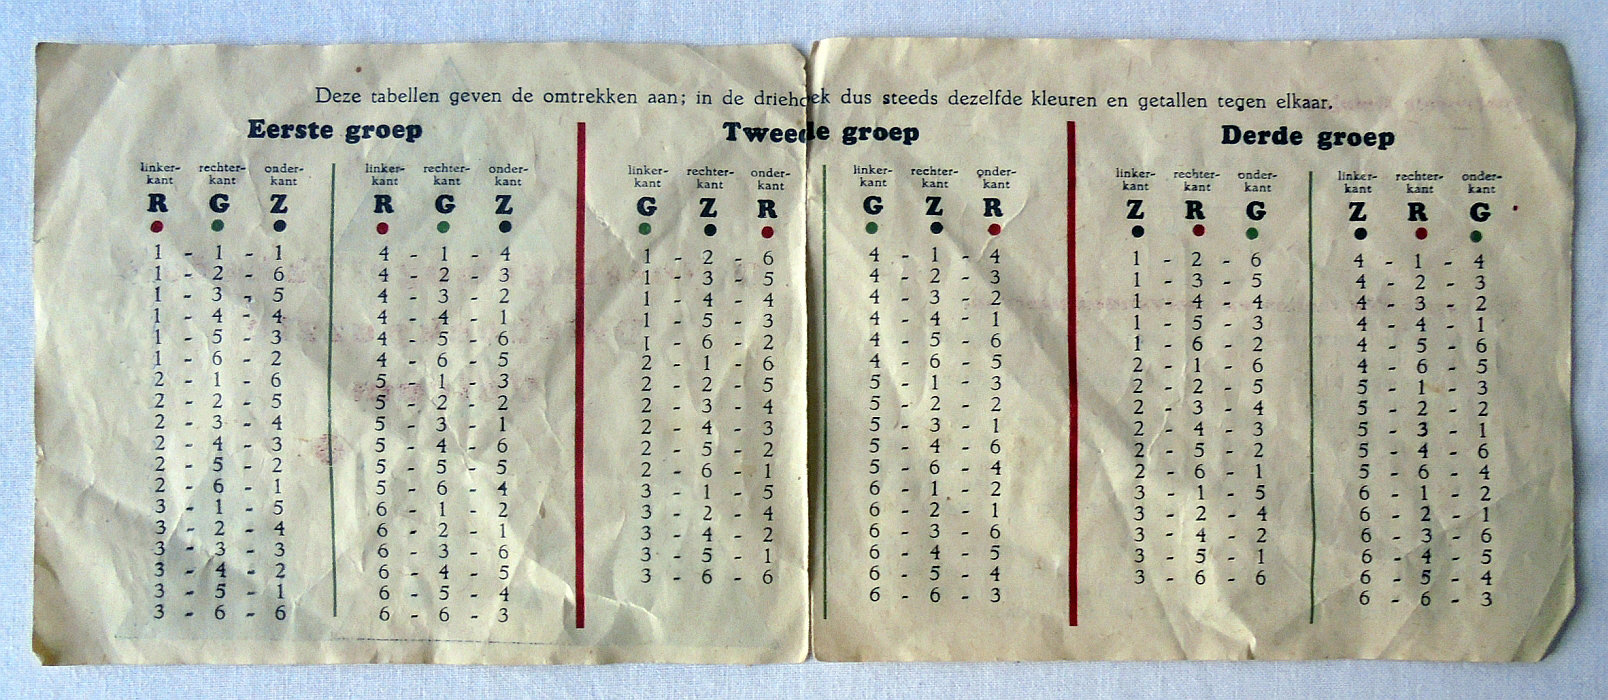 Deze tabellen geven de omtrekken aan; in de driehoek dus steeds dezelfde kleuren en getallen tegen elkaar.
Eerste groep
linker- rechter- onder-
kant kant kant
R G Z
1 - 1 - 1
1 - 2 - 6
1 - 3 - 5
1 - 4 - 4
1 - 5 - 3
1 - 6 - 2
2 - 1 - 6
2 - 2 - 5
2 - 3 - 4
2 - 4 - 3
2 - 5 - 2
2 - 6 - 1
3 - 1 - 5
3 - 2 - 4
3 - 3 - 3
3 - 4 - 2
3 - 5 - 1
3 - 6 - 6
linker- rechter- onder-
kant kant kant
R G Z
4 - 1 - 4
4 - 2 - 3
4 - 3 - 2
4 - 4 - 1
4 - 5 - 6
4 - 6 - 5
5 - 1 - 3
5 - 2 - 2
5 - 3 - 1
5 - 4 - 6
5 - 5 - 5
5 - 6 - 4
6 - 1 - 2
6 - 2 - 1
6 - 3 - 6
6 - 4 - 5
6 - 5 - 4
6 - 6 - 3
Tweede groep
linker- rechter- onder-
kant kant kant
G Z R
1 - 2 - 6
1 - 3 - 5
1 - 4 - 4
1 - 5 - 3
1 - 6 - 2
2 - 1 - 6
2 - 2 - 5
2 - 3 - 4
2 - 4 - 3
2 - 5 - 2
2 - 6 - 1
3 - 1 - 5
3 - 2 - 4
3 - 4 - 2
3 - 5 - 1
3 - 6 - 6
linker- rechter- onder-
kant kant kant
G Z R
4 - 1 - 4
4 - 2 - 3
4 - 3 - 2
4 - 4 - 1
4 - 5 - 6
4 - 6 - 5
5 - 1 - 3
5 - 2 - 2
5 - 3 - 1
5 - 4 - 6
5 - 6 - 4
6 - 1 - 2
6 - 2 - 1
6 - 3 - 6
6 - 4 - 5
6 - 5 - 4
6 - 6 - 3
Derde groep
linker- rechter- onder-
kant kant kant
Z R G
1 - 2 - 6
1 - 3 - 5
1 - 4 - 4
1 - 5 - 3
1 - 6 - 2
2 - 1 - 6
2 - 2 - 5
2 - 3 - 4
2 - 4 - 3
2 - 5 - 2
2 - 6 - 1
3 - 1 - 5
3 - 2 - 4
3 - 4 - 2
3 - 5 - 1
3 - 6 - 6
linker- rechter- onder-
kant kant kant
Z R G
4 - 1 - 4
4 - 2 - 3
4 - 3 - 2
4 - 4 - 1
4 - 5 - 6
4 - 6 - 5
5 - 1 - 3
5 - 2 - 2
5 - 3 - 1
5 - 4 - 6
5 - 6 - 4
6 - 1 - 2
6 - 2 - 1
6 - 3 - 6
6 - 4 - 5
6 - 5 - 4
6 - 6 - 3